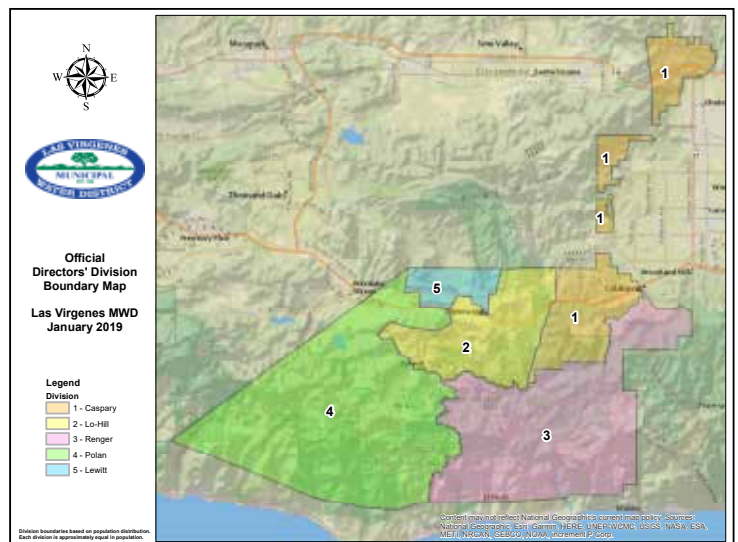 N
W E
S
LAS VIRGENES
MUNICIPAL
WATER DISTRICT
Official
Directors' Division
Boundary Map
Las Virgenes MWD
January 2019
Legend
Division
1 - Caspary
2 - Lo-Hill
3 - Renger
4 - Polan
5 - Lewitt
Division boundaries based on population distribution.
Each division is approximately equal in population.
Moorpark
Simi Valley
Santa Susana
1
1
Thousand Oaks
1
Newbury Park
Woodland Hills
5
1
2
4
3
Content may not reflect National Geographic's current map policy. Sources:
National Geographic, Esri, Garmin, HERE, UNEP-WCMC, USGS, NASA, ESA,
METI, NRCAN, GEBCO, NOAA, increment P Corp.